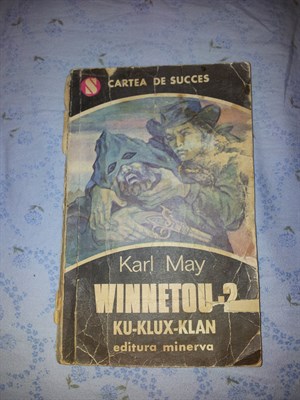 S CARTEA DE SUCCES
Karl May
WINNETOU-2
KU-KLUX-KLAN
editura minerva